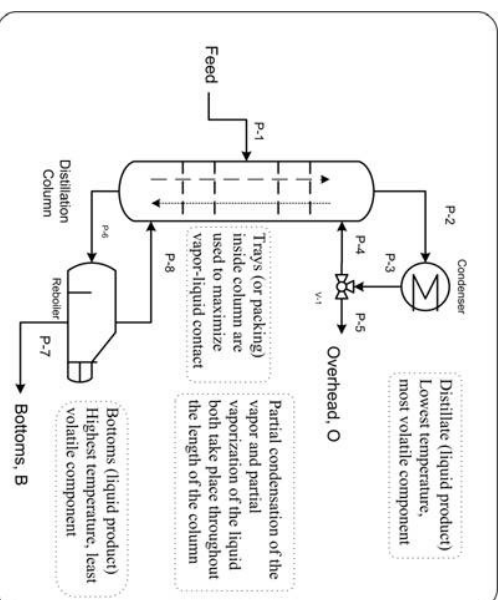 Feed
P-1
P-2
Condenser
P-3
P-4
V-1
P-5
Overhead, O
Distillate (liquid product)
Lowest temperature,
most volatile component
Trays (or packing)
inside column are
used to maximize
vapor-liquid contact
Partial condensation of the
vapor and partial
vaporization of the liquid
both take place throughout
the length of the column
Distillation
Column
P-6
P-8
Reboiler
P-7
Bottoms, B
Bottoms (liquid product)
Highest temperature, least
volatile component